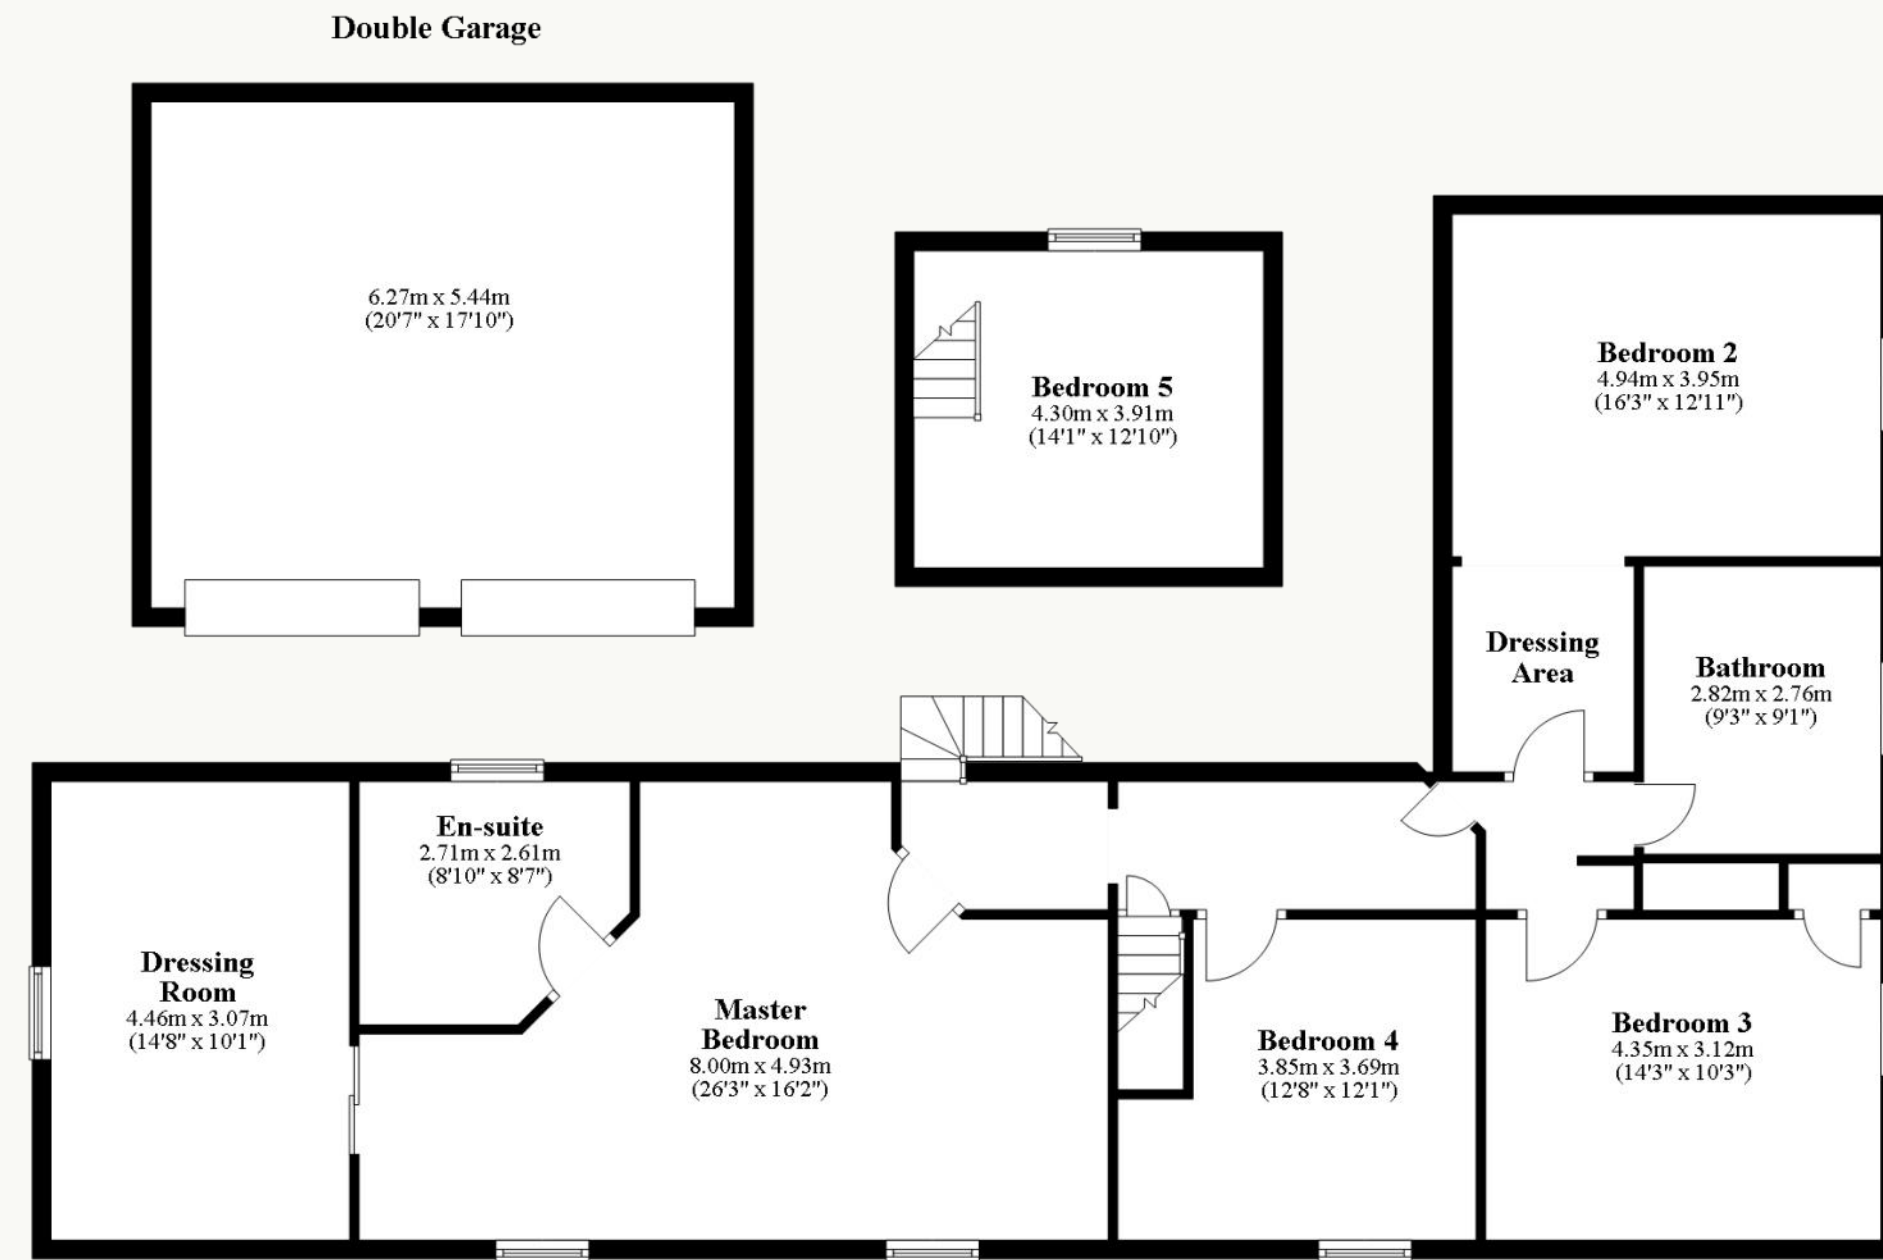 Double Garage
6.27m x 5.44m
(20'7" x 17'10")
Bedroom 5
4.30m x 3.91m
(14'1" x 12'10")
Bedroom 2
4.94m x 3.95m
(16'3" x 12'11")
Dressing
Area
Bathroom
2.82m x 2.76m
(9'3" x 9'1")
En-suite
2.71m x 2.61m
(8'10" x 8'7")
Dressing
Room
4.46m x 3.07m
(14'8" x 10'1")
Master
Bedroom
8.00m x 4.93m
(26'3" x 16'2")
Bedroom 4
3.85m x 3.69m
(12'8" x 12'1")
Bedroom 3
4.35m x 3.12m
(14'3" x 10'3")